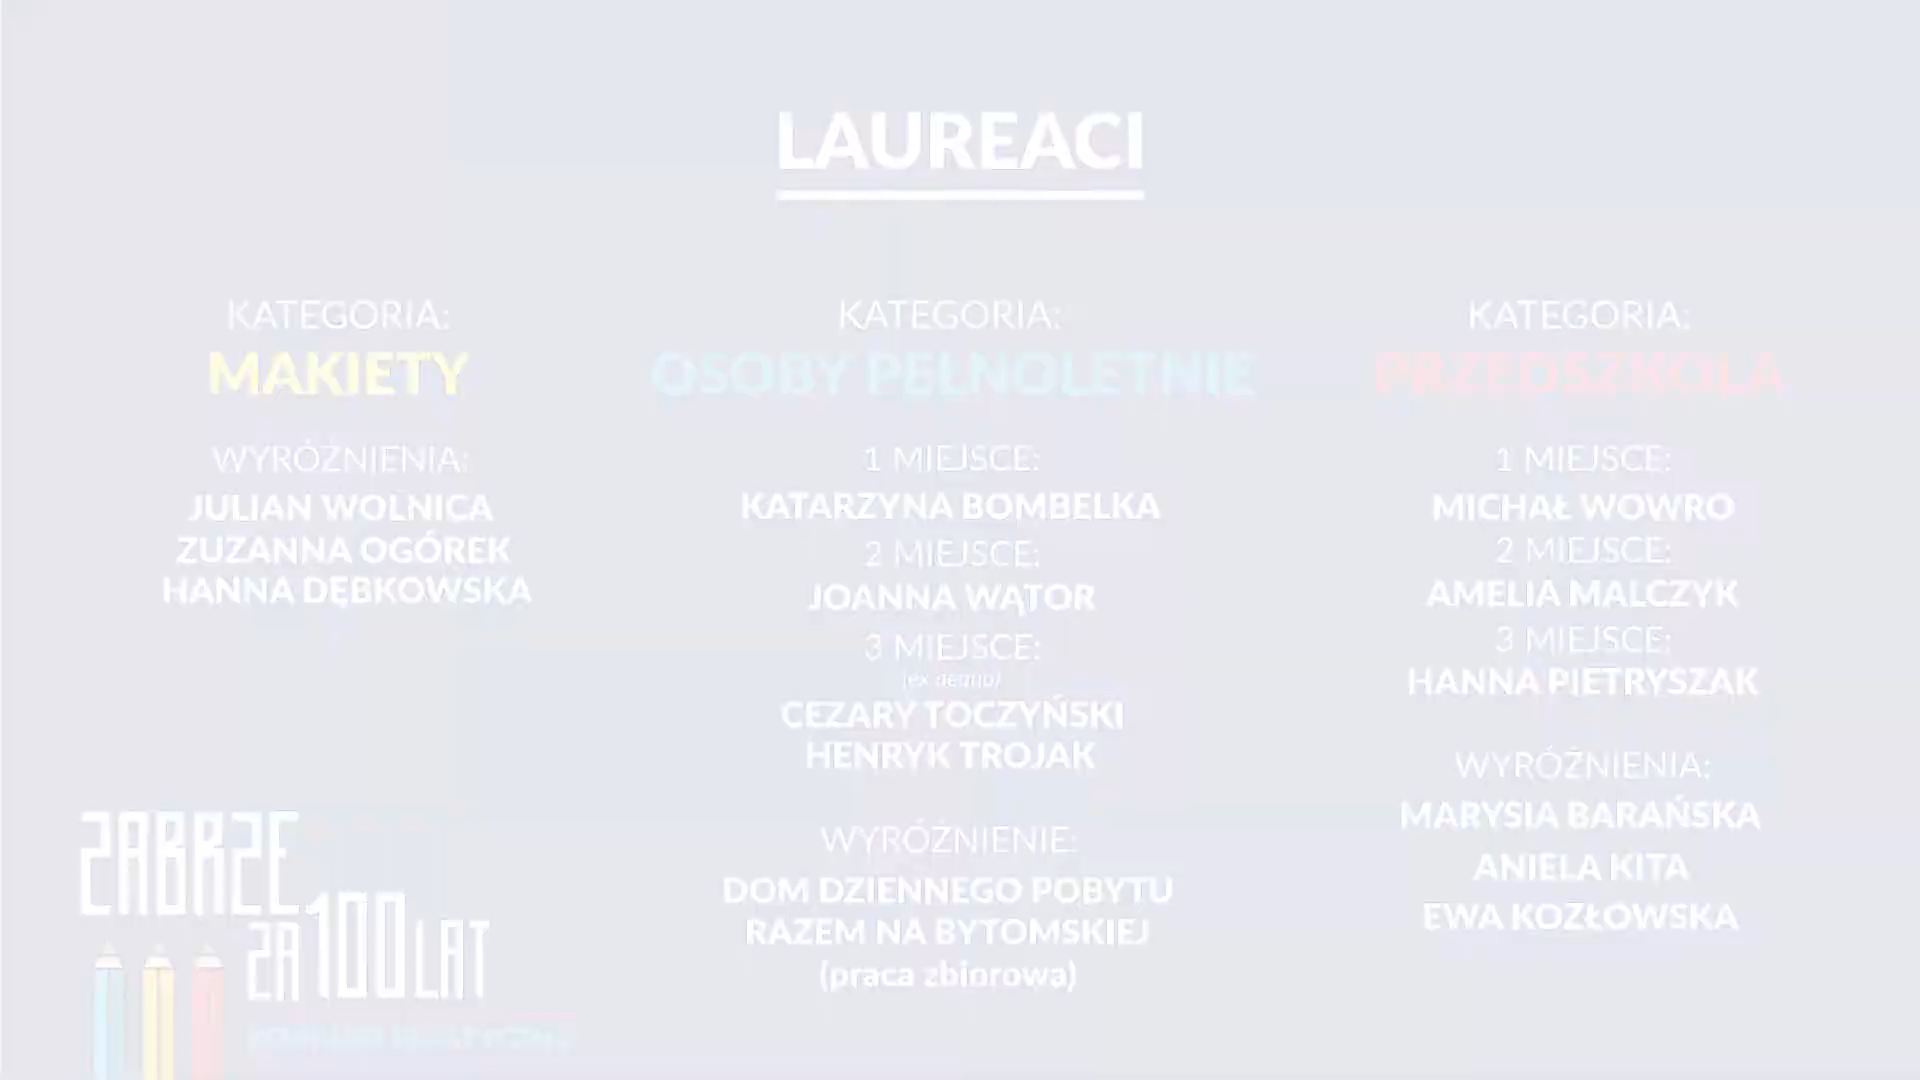 LAUREACI
KATEGORIA:
MAKIETY
WYRÓŻNIENIA:
JULIAN WOLNICA
ZUZANNA OGÓREK
HANNA DĘBKOWSKA
KATEGORIA:
OSOBY PEŁNOLETNIE
1 MIEJSCE:
KATARZYNA BOMBELKA
2 MIEJSCE:
JOANNA WĄTOR
3 MIEJSCE:
(ex aequo)
CEZARY TOCZYŃSKI
HENRYK TROJAK
WYRÓŻNIENIE:
DOM DZIENNEGO POBYTU
RAZEM NA BYTOMSKIEJ
(praca zbiorowa)
KATEGORIA:
PRZEDSZKOLA
1 MIEJSCE:
MICHAŁ WOWRO
2 MIEJSCE:
AMELIA MALCZYK
3 MIEJSCE:
HANNA PIETRYSZAK
WYRÓŻNIENIA:
MARYSIA BARAŃSKA
ANIELA KITA
EWA KOZŁOWSKA
ZABRZE
ZA 100 LAT